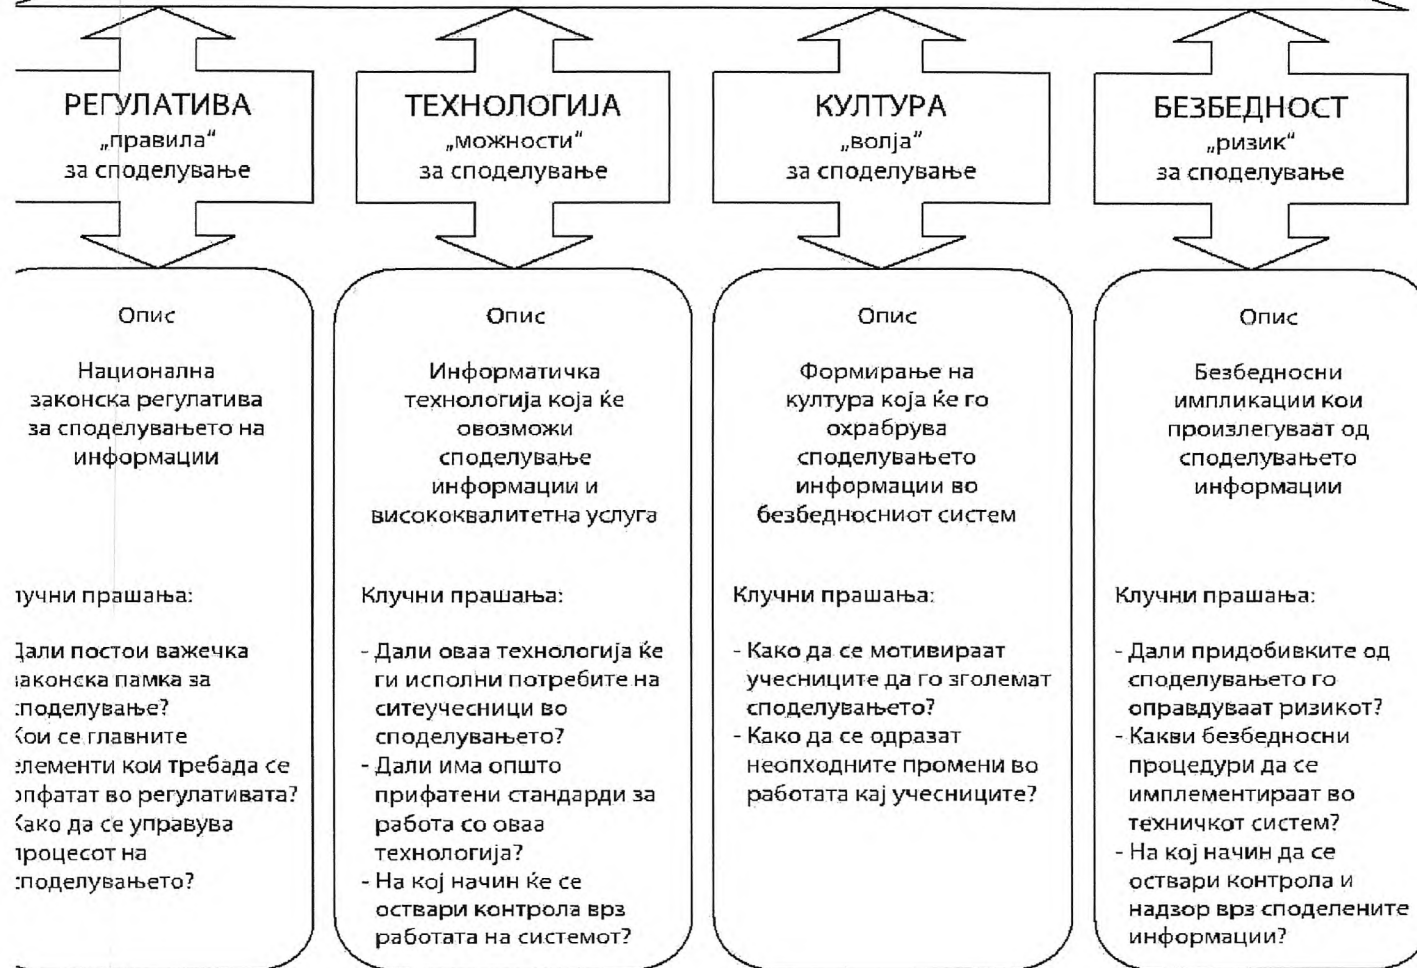 РЕГУЛАТИВА
„правила“
за споделување
ТЕХНОЛОГИЈА
„можности“
за споделување
КУЛТУРА
„волја“
за споделување
БЕЗБЕДНОСТ
„ризик“
за споделување
Опис
Национална
законска регулатива
за споделувањето на
информации
лучни прашања:
Дали постои важечка
аконска памка за
споделување?
Кои се главните
елементи кои требада се
опфатат во регулативата?
Како да се управува
процесот на
споделувањето?
Опис
Информатичка
технологија која ќе
овозможи
споделување
информации и
висококвалитетна услуга
Клучни прашања:
- Дали оваа технологија ќе
ги исполни потребите на
ситеучесници во
споделувањето?
- Дали има општо
прифатени стандарди за
работа со оваа
технологија?
- На кој начин ќе се
оствари контрола врз
работата на системот?
Опис
Формирање на
култура која ќе го
охрабрува
споделувањето
информации во
безбедносниот систем
Клучни прашања:
- Како да се мотивираат
учесниците да го зголемат
споделувањето?
- Како да се одразат
неопходните промени во
работата кај учесниците?
Опис
Безбедносни
импликации кои
произлегуваат од
споделувањето
информации
Клучни прашања:
- Дали придобивките од
споделувањето го
оправдуваат ризикот?
- Какви безбедносни
процедури да се
имплементираат во
техничкот систем?
- На кој начин да се
оствари контрола и
надзор врз споделените
информации?